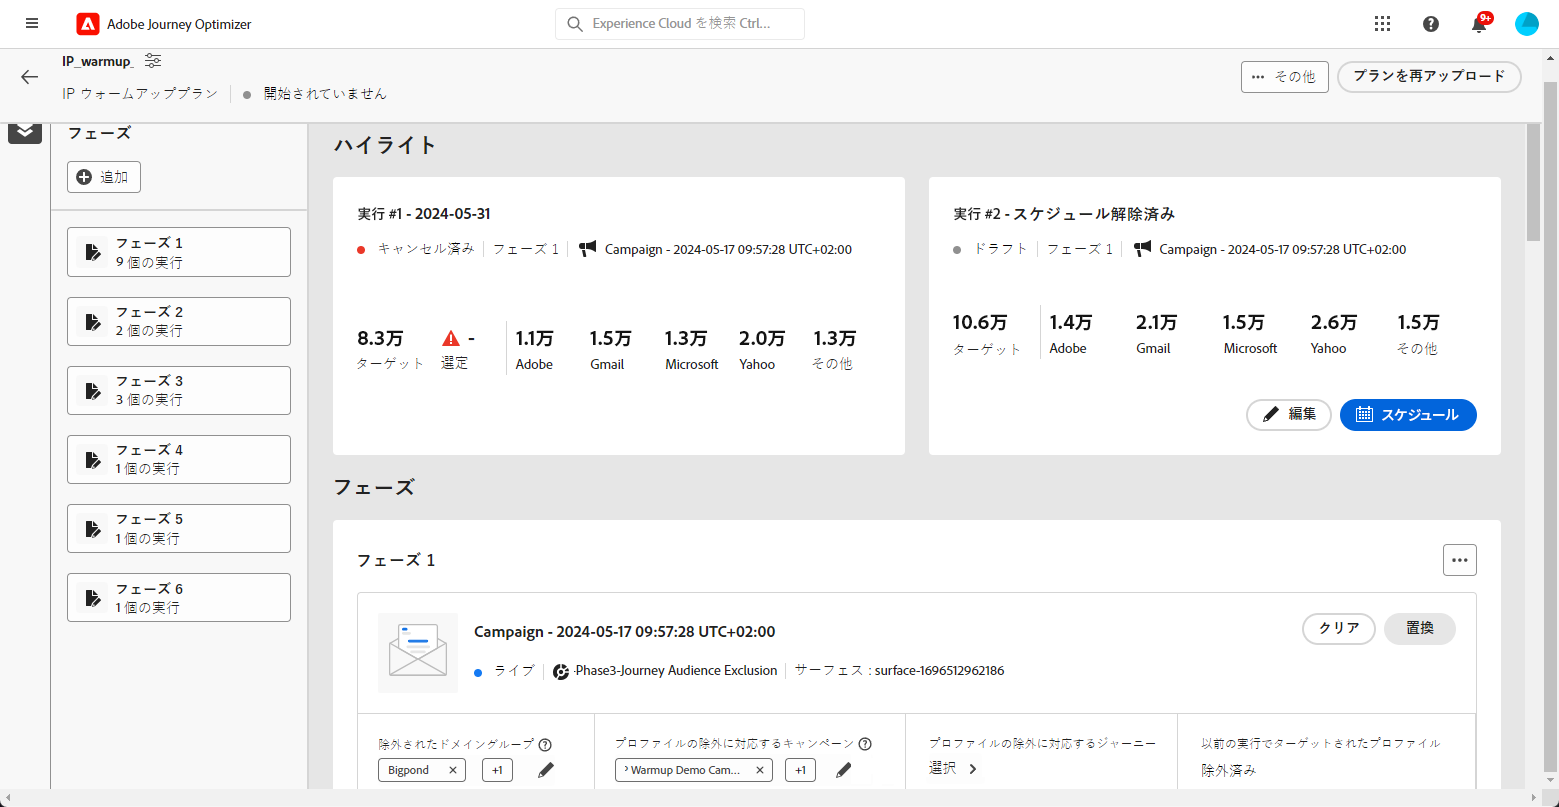 Adobe Journey Optimizer
Experience Cloud を検索 Ctrl...
9+
IP_warmup_
IP ウォームアッププラン
開始されていません
その他
プランを再アップロード
フェーズ
追加
フェーズ 1
9 個の実行
フェーズ 2
2 個の実行
フェーズ 3
3 個の実行
フェーズ 4
1 個の実行
フェーズ 5
1 個の実行
フェーズ 6
1 個の実行
ハイライト
実行 #1 - 2024-05-31
キャンセル済み フェーズ 1 Campaign - 2024-05-17 09:57:28 UTC+02:00
8.3万 - 1.1万 1.5万 1.3万 2.0万 1.3万
ターゲット 選定 Adobe Gmail Microsoft Yahoo その他
実行 #2 - スケジュール解除済み
ドラフト フェーズ 1 Campaign - 2024-05-17 09:57:28 UTC+02:00
10.6万 1.4万 2.1万 1.5万 2.6万 1.5万
ターゲット Adobe Gmail Microsoft Yahoo その他
編集 スケジュール
フェーズ
フェーズ 1
Campaign - 2024-05-17 09:57:28 UTC+02:00
クリア 置換
ライブ Phase3-Journey Audience Exclusion サーフェス : surface-1696512962186
除外されたドメイングループ
Bigpond +1
プロファイルの除外に対応するキャンペーン
Warmup Demo Cam... +1
プロファイルの除外に対応するジャーニー
選択
以前の実行でターゲットされたプロファイル
除外済み